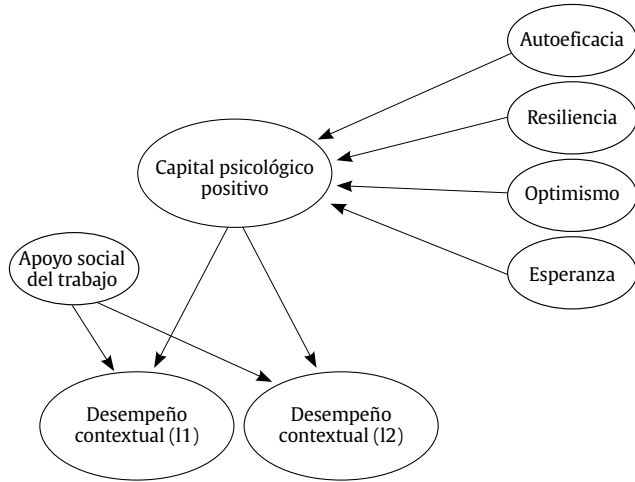 Autoeficacia
Resiliencia
Capital psicológico
positivo
Optimismo
Apoyo social
del trabajo
Esperanza
Desempeño
contextual (l1)
Desempeño
contextual (l2)